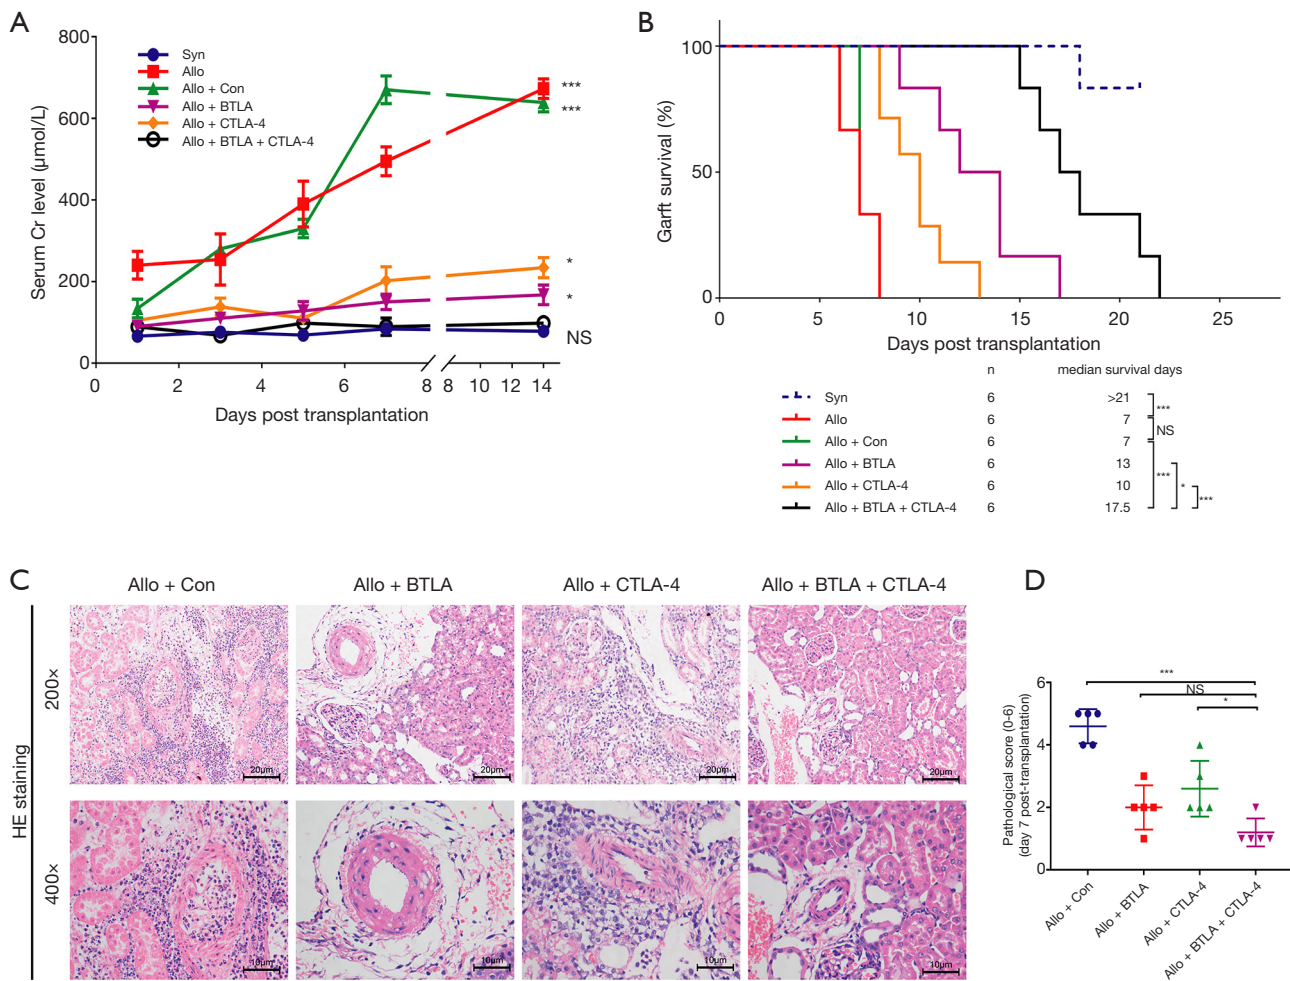 A
800
600
400
200
0
Serum Cr level (μmol/L)
Syn
Allo
Allo + Con
Allo + BTLA
Allo + CTLA-4
Allo + BTLA + CTLA-4
***
***
*
*
NS
0 2 4 6 8 8 10 12 14
Days post transplantation
B
100
50
0
Garft survival (%)
0 5 10 15 20 25
Days post transplantation
n median survival days
Syn 6 >21
Allo 6 7
Allo + Con 6 7
Allo + BTLA 6 13
Allo + CTLA-4 6 10
Allo + BTLA + CTLA-4 6 17.5
***
NS
***
*
***
C
Allo + Con Allo + BTLA Allo + CTLA-4 Allo + BTLA + CTLA-4
HE staining
200×
20μm 20μm 20μm 20μm
400×
10μm 10μm 10μm 10μm
D
***
NS
*
6
4
2
0
Pathological score (0-6)
(day 7 post-transplantation)
Allo + Con
Allo + BTLA
Allo + CTLA-4
Allo + BTLA + CTLA-4